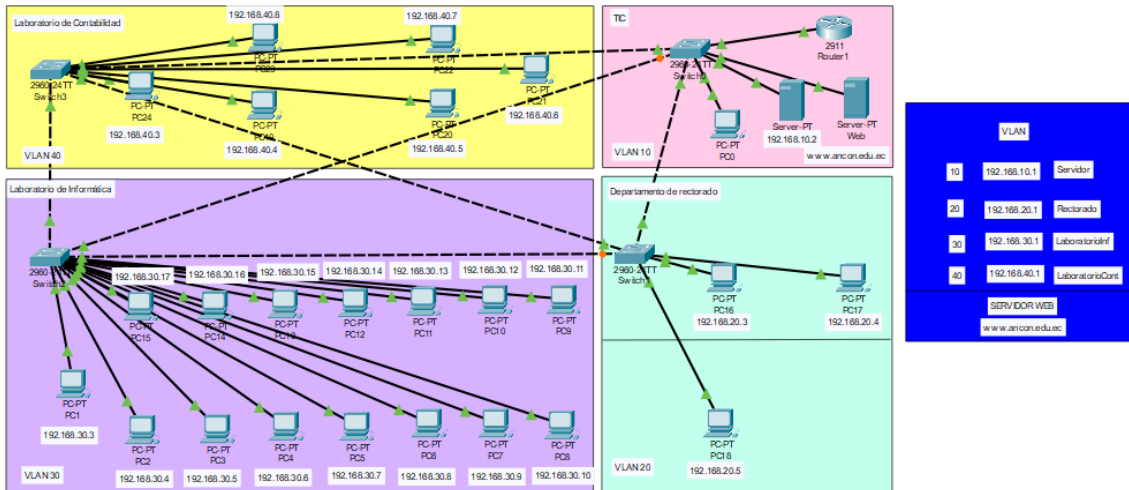 Laboratorio de Contabilidad
192.168.40.8
192.168.40.7
2960-24TT
Switch3
PC-PT
PC23
PC-PT
PC22
PC-PT
PC21
192.168.40.6
PC-PT
PC24
192.168.40.3
PC-PT
192.168.40.4
PC-PT
PC20
192.168.40.5
VLAN 40
TIC
2911
Router1
2960-24TT
PC-PT
PC0
Server-PT
192.168.10.2
Server-PT
Web
www.ancon.edu.ec
VLAN 10
Laboratorio de Informática
192.168.30.17
192.168.30.16
192.168.30.15
192.168.30.14
192.168.30.13
192.168.30.12
192.168.30.11
PC-PT
PC15
PC-PT
PC14
PC-PT
PC13
PC-PT
PC12
PC-PT
PC11
PC-PT
PC10
PC-PT
PC9
PC-PT
PC1
192.168.30.3
PC-PT
PC2
PC-PT
PC3
PC-PT
PC4
PC-PT
PC5
PC-PT
PC6
PC-PT
PC7
PC-PT
PC8
VLAN 30
192.168.30.4
192.168.30.5
192.168.30.6
192.168.30.7
192.168.30.8
192.168.30.9
192.168.30.10
Departamento de rectorado
2960-24TT
PC-PT
PC16
192.168.20.3
PC-PT
PC17
192.168.20.4
PC-PT
PC18
192.168.20.5
VLAN 20
VLAN
10 192.168.10.1 Servidor
20 192.168.20.1 Rectorado
30 192.168.30.1 LaboratorioInf
40 192.168.40.1 LaboratorioCont
SERVIDOR WEB
www.ancon.edu.ec